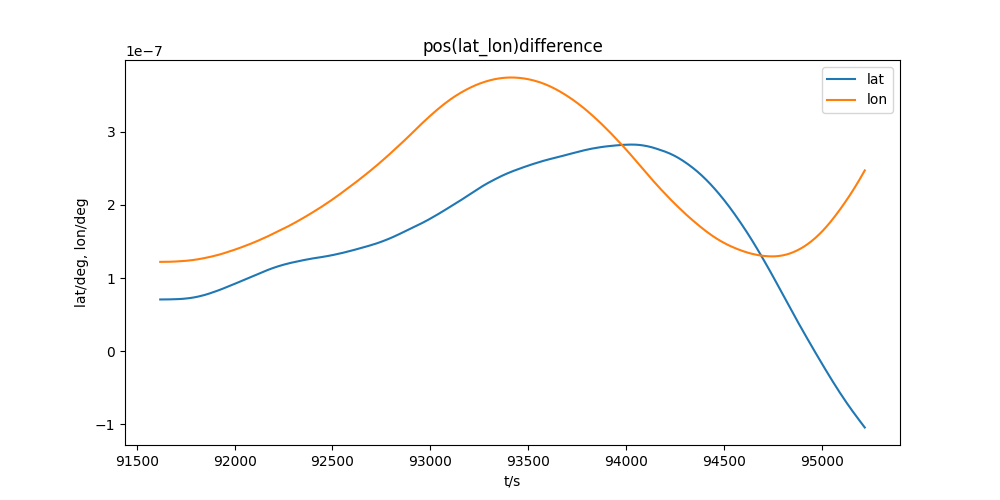 pos(lat_lon)difference
1e−7
lat
lon
3
2
1
0
−1
lat/deg, lon/deg
91500 92000 92500 93000 93500 94000 94500 95000
t/s